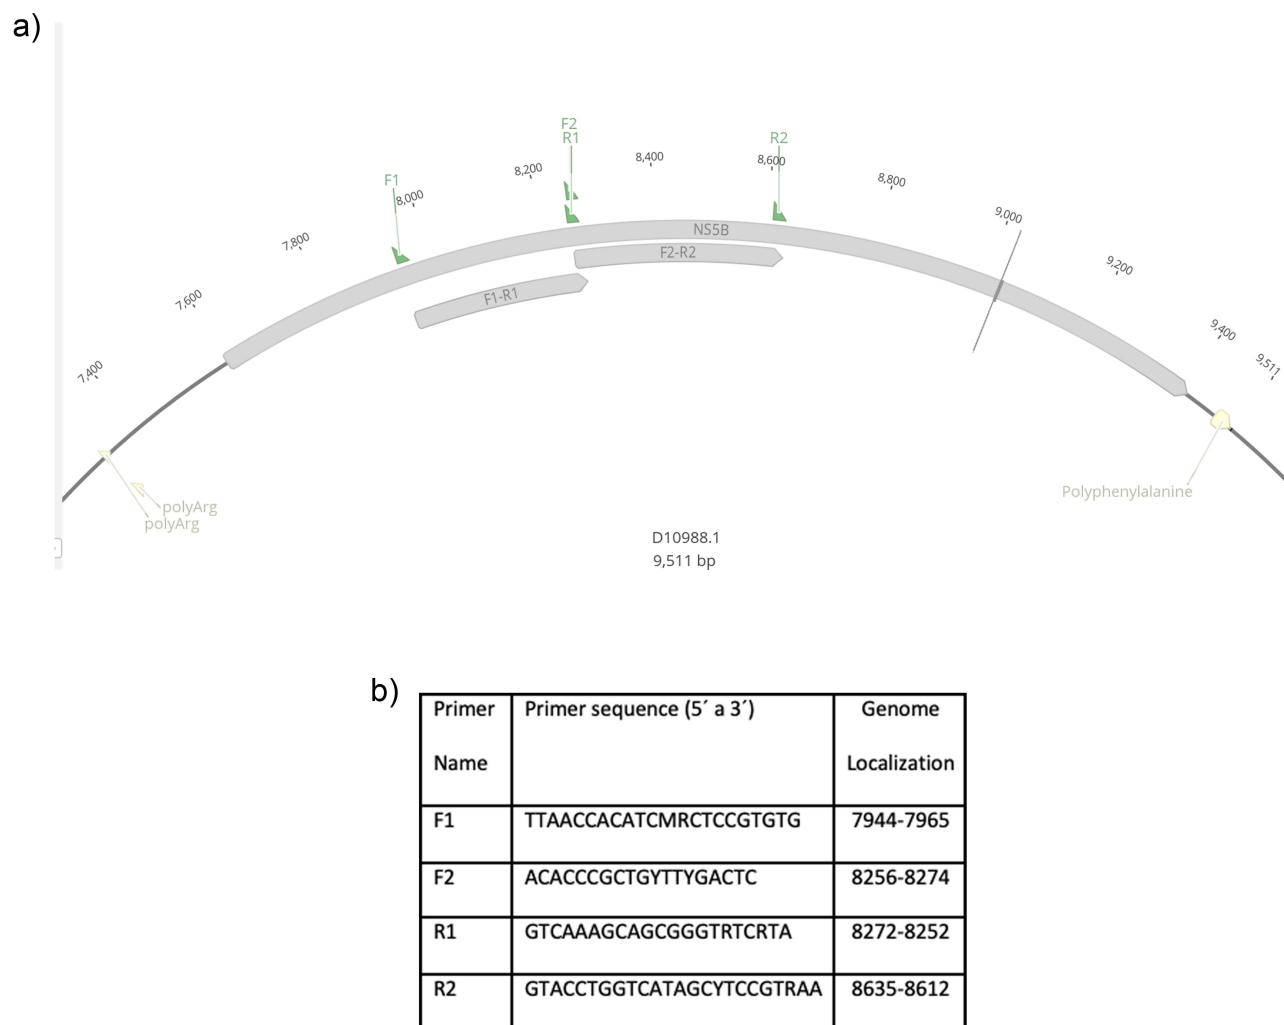 a)
F2
R1
R2
F1
8,000
8,200
8,400
8,600
8,800
9,000
7,800
NS5B
F2-R2
F1-R1
9,200
7,600
9,400
9,511
7,400
Polyphenylalanine
polyArg
polyArg
D10988.1
9,511 bp
b)
Primer Name
Primer sequence (5´ a 3´)
Genome Localization
F1 TTAACCACATCMRCTCCGTGTG 7944-7965
F2 ACACCCGCTGYTTYGACTC 8256-8274
R1 GTCAAAGCAGCGGGTRTCRTA 8272-8252
R2 GTACCTGGTCATAGCYTCCGTRAA 8635-8612